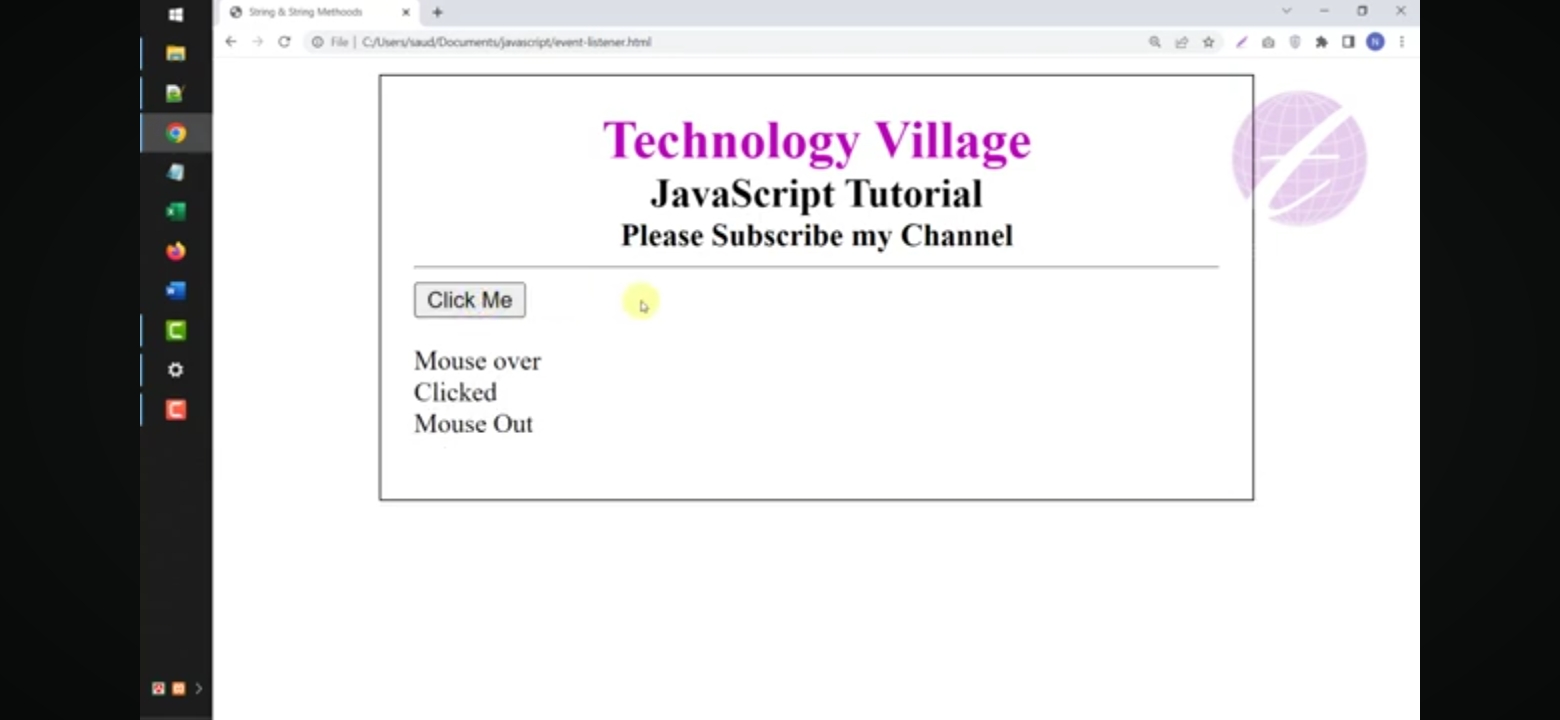 String & String Methoods
File | C:/Users/saud/Documents/javascript/event-listener.html
N
Technology Village
JavaScript Tutorial
Please Subscribe my Channel
Click Me
Mouse over
Clicked
Mouse Out